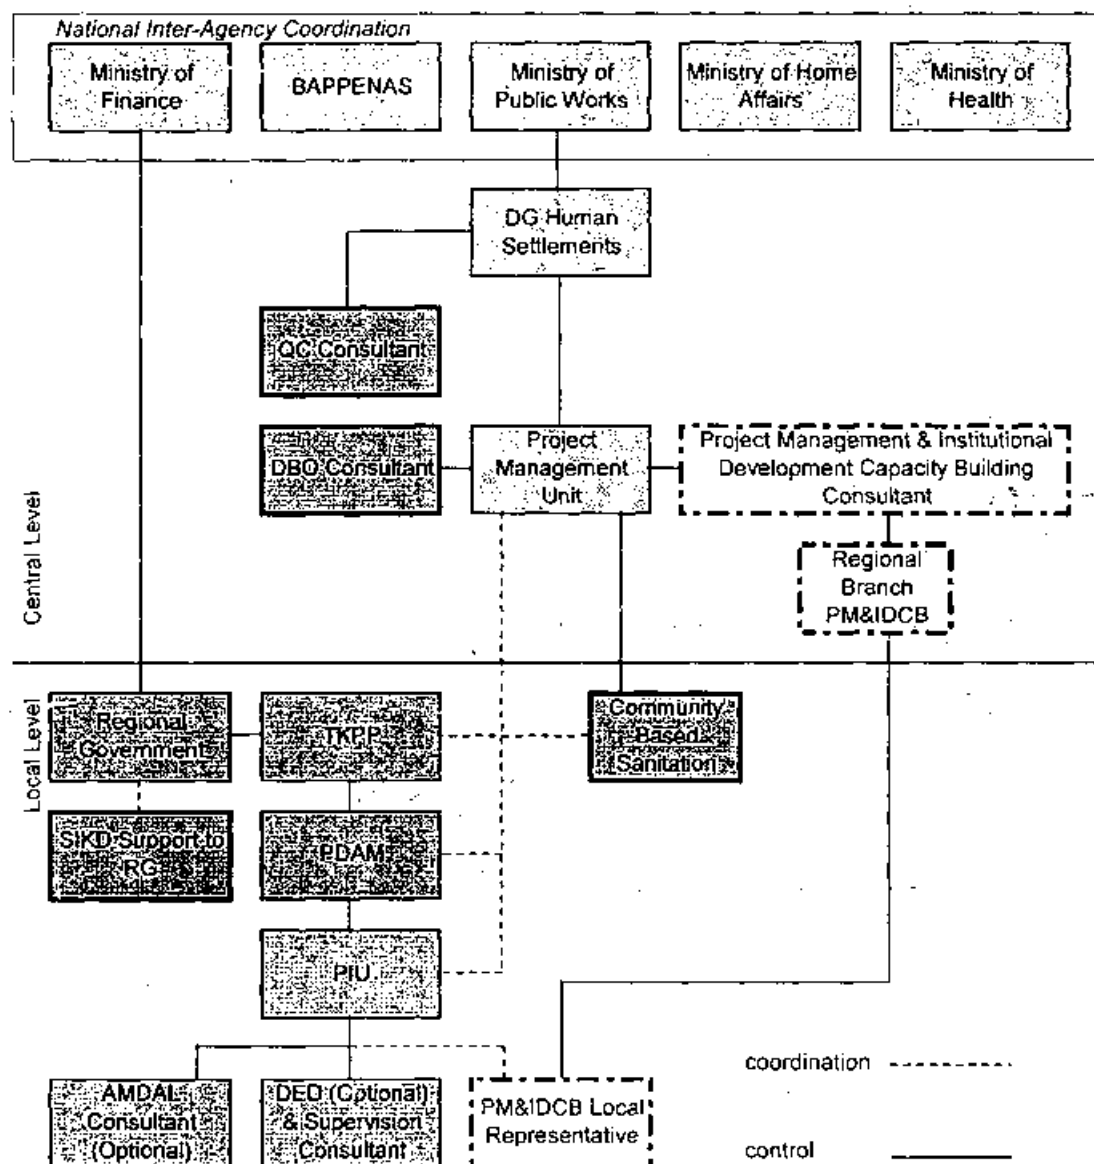 National Inter-Agency Coordination
Ministry of
Finance
BAPPENAS
Ministry of
Public Works
Ministry of Home
Affairs
Ministry of
Health
DG Human
Settlements
QC Consultant
DBO Consultant
Project
Management
Unit
Project Management & Institutional
Development Capacity Building
Consultant
Regional
Branch
PM&IDCB
Central Level
Local Level
Regional
Government
TKPP
Community
Based
Sanitation
SIKD Support to
RG
PDAM
PIU
AMDAL
Consultant
(Optional)
DED (Optional)
& Supervision
Consultant
PM&IDCB Local
Representative
coordination
control